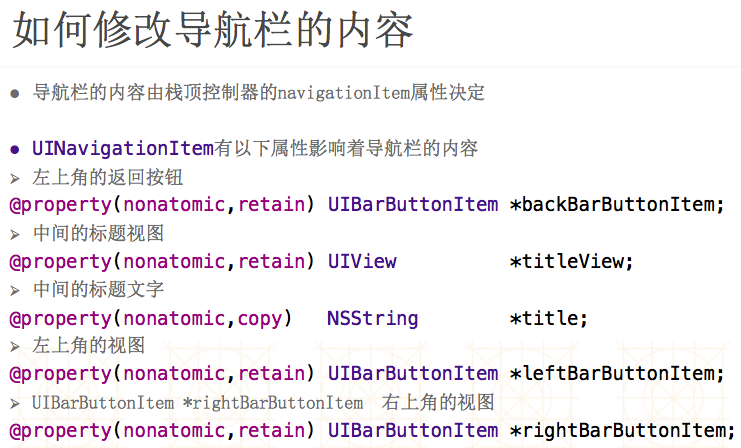 如何修改导航栏的内容
● 导航栏的内容由栈顶控制器的navigationItem属性决定
● UINavigationItem有以下属性影响着导航栏的内容
➢ 左上角的返回按钮
@property(nonatomic,retain) UIBarButtonItem *backBarButtonItem;
➢ 中间的标题视图
@property(nonatomic,retain) UIView *titleView;
➢ 中间的标题文字
@property(nonatomic,copy) NSString *title;
➢ 左上角的视图
@property(nonatomic,retain) UIBarButtonItem *leftBarButtonItem;
➢ UIBarButtonItem *rightBarButtonItem 右上角的视图
@property(nonatomic,retain) UIBarButtonItem *rightBarButtonItem;